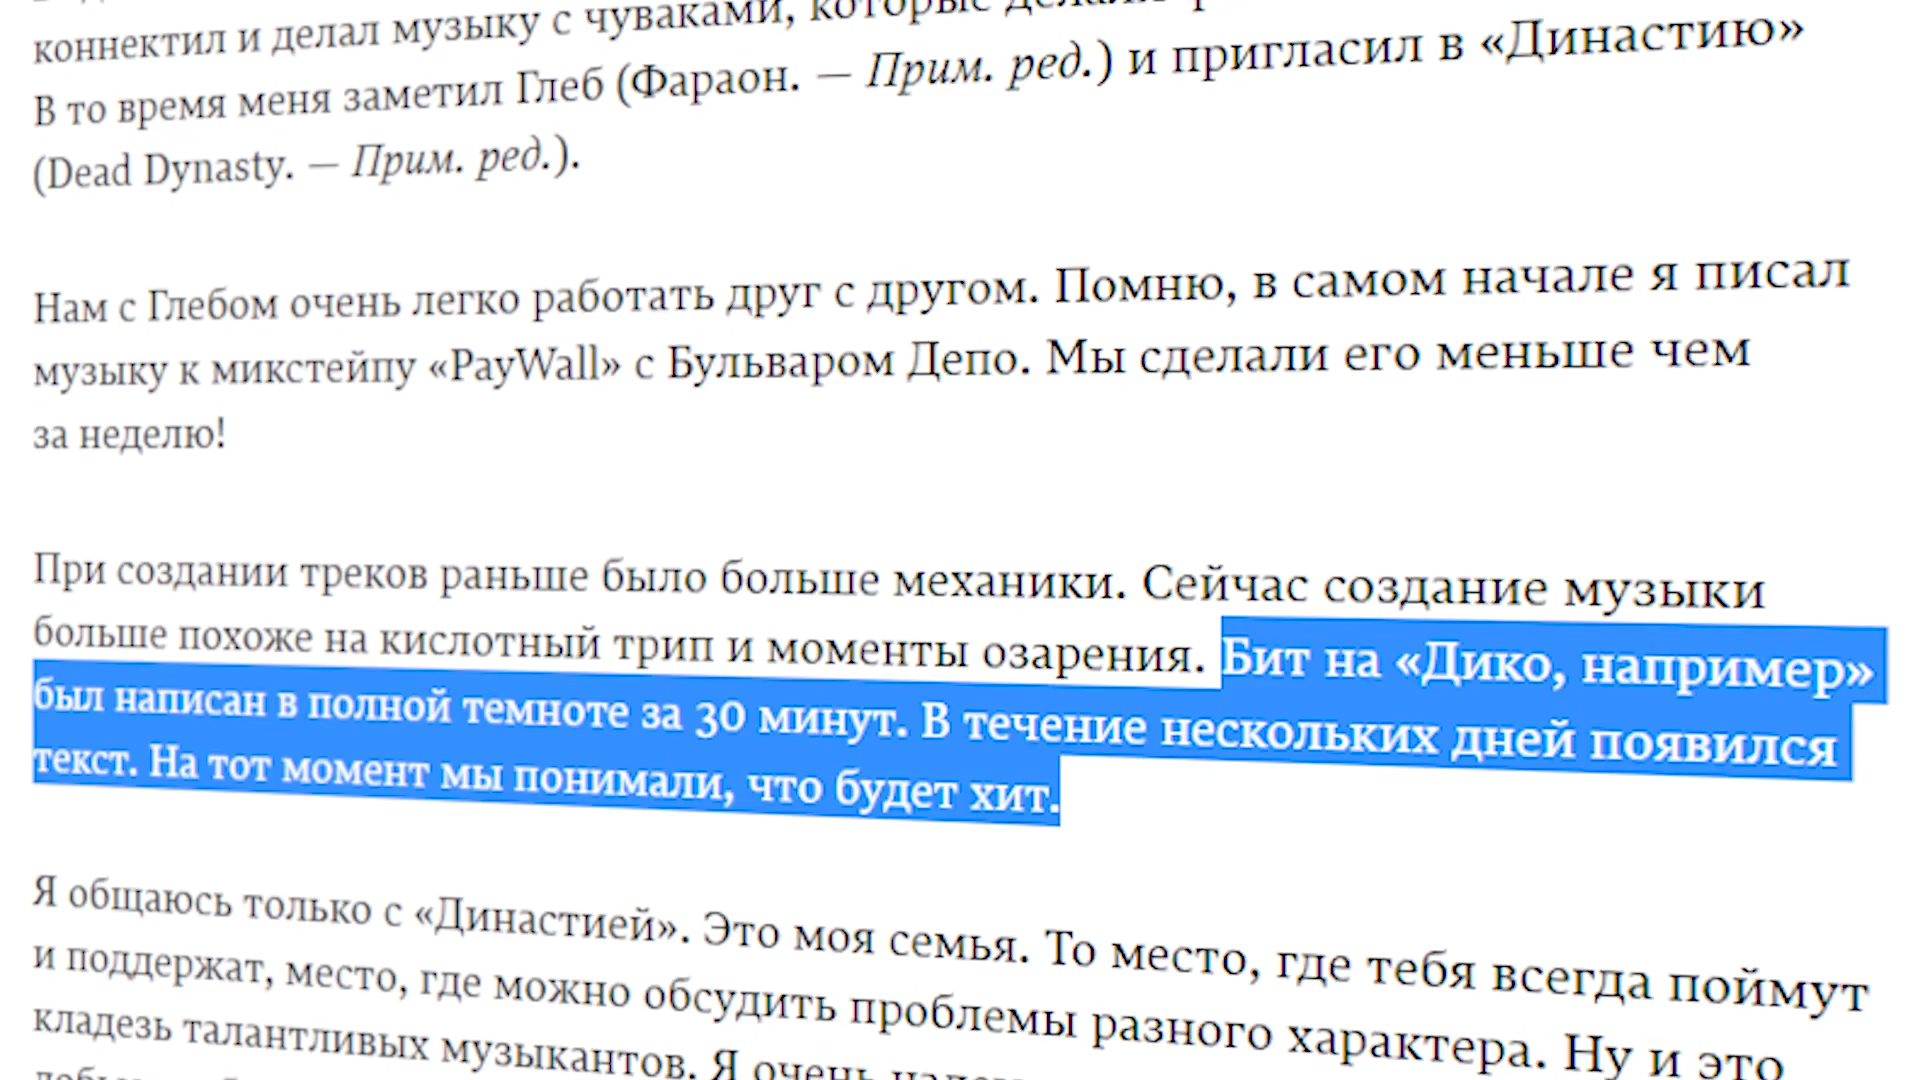 коннектил и делал музыку с чуваками, которые
В то время меня заметил Глеб (Фараон. — Прим. ред.) и пригласил в «Династию»
(Dead Dynasty. — Прим. ред.).
Нам с Глебом очень легко работать друг с другом. Помню, в самом начале я писал
музыку к микстейпу «PayWall» с Бульваром Депо. Мы сделали его меньше чем
за неделю!
При создании треков раньше было больше механики. Сейчас создание музыки
больше похоже на кислотный трип и моменты озарения. Бит на «Дико, например»
был написан в полной темноте за 30 минут. В течение нескольких дней появился
текст. На тот момент мы понимали, что будет хит.
Я общаюсь только с «Династией». Это моя семья. То место, где тебя всегда поймут
и поддержат, место, где можно обсудить проблемы разного характера. Ну и это
кладезь талантливых музыкантов. Я очень